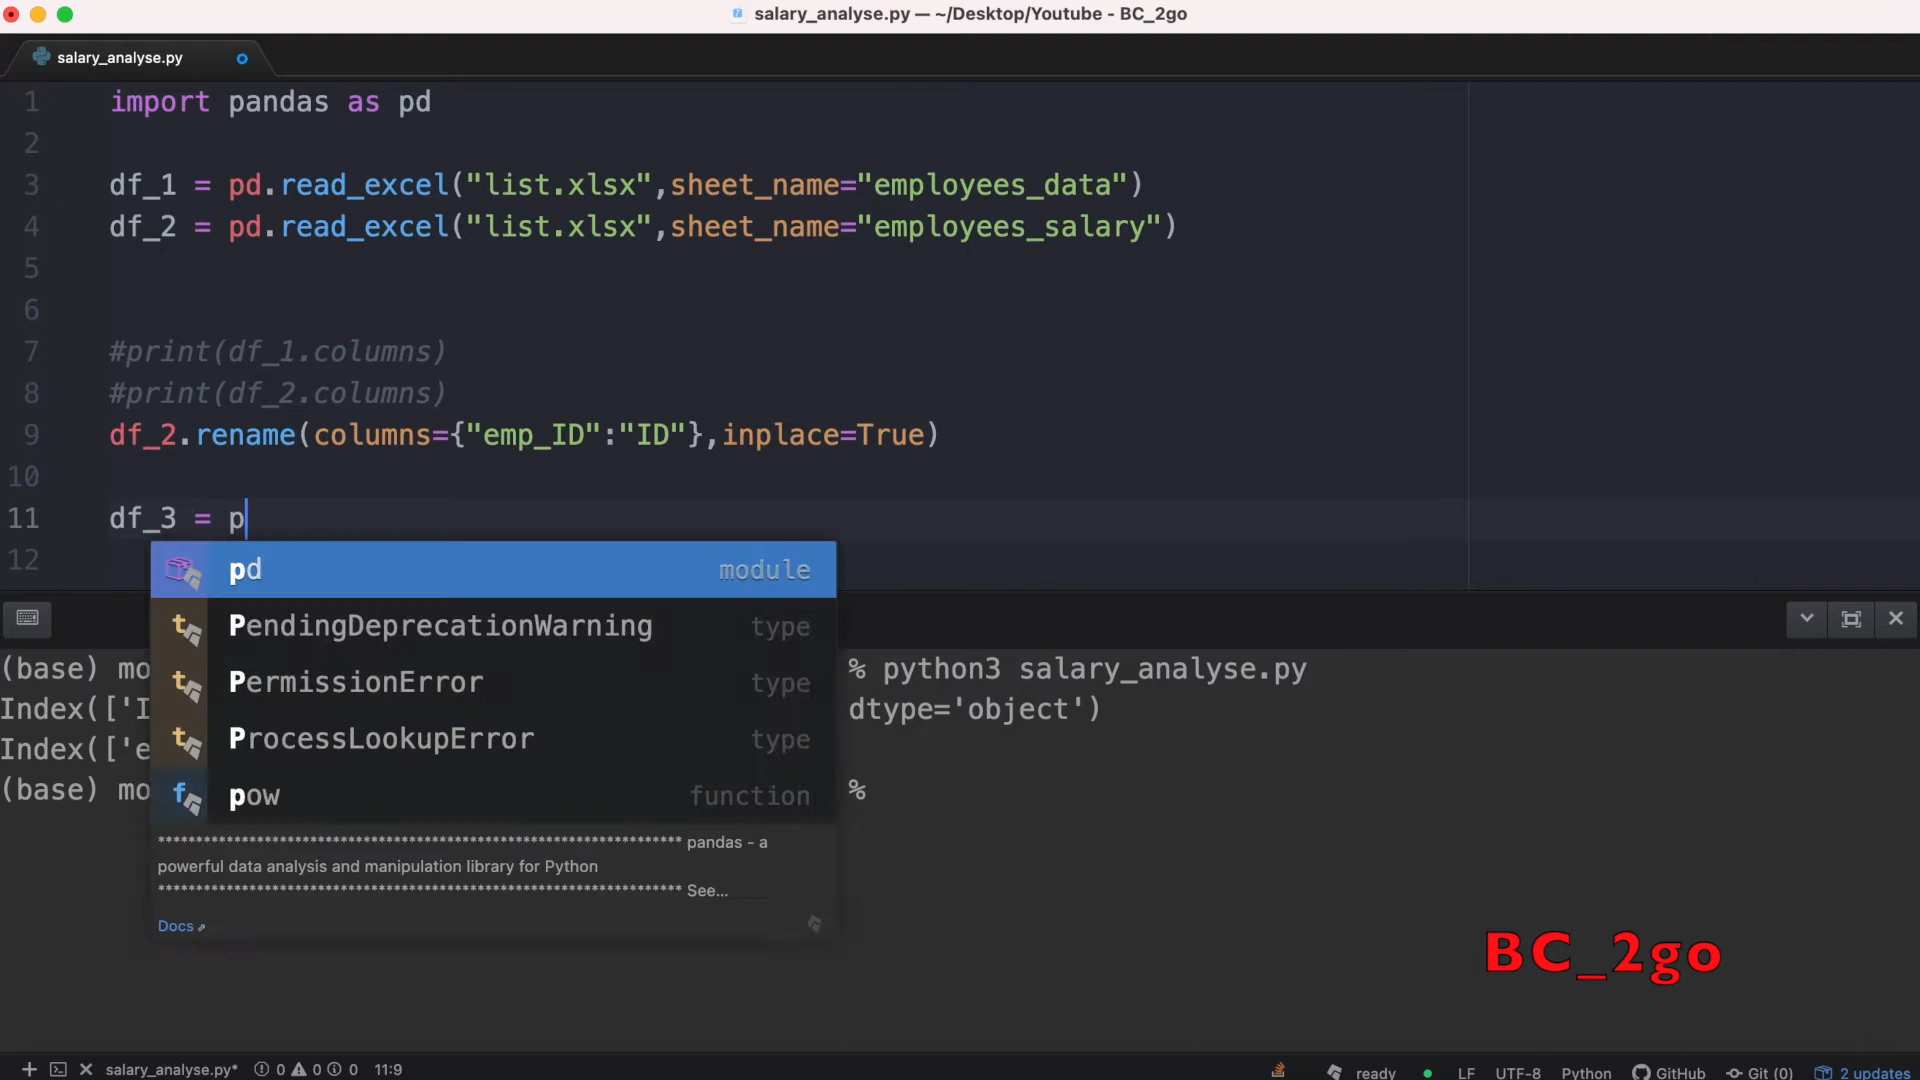 salary_analyse.py — ~/Desktop/Youtube - BC_2go
salary_analyse.py
1 import pandas as pd
2
3 df_1 = pd.read_excel("list.xlsx",sheet_name="employees_data")
4 df_2 = pd.read_excel("list.xlsx",sheet_name="employees_salary")
5
6
7 #print(df_1.columns)
8 #print(df_2.columns)
9 df_2.rename(columns={"emp_ID":"ID"},inplace=True)
10
11 df_3 = p
12
pd module
t PendingDeprecationWarning type
t PermissionError type
t ProcessLookupError type
f pow function
********************************************************************* pandas - a
powerful data analysis and manipulation library for Python
********************************************************************* See...
Docs
(base) mo % python3 salary_analyse.py
Index(['I dtype='object')
Index(['e
(base) mo %
BC_2go
salary_analyse.py* 0 0 0 11:9 ready LF UTF-8 Python GitHub Git (0) 2 updates